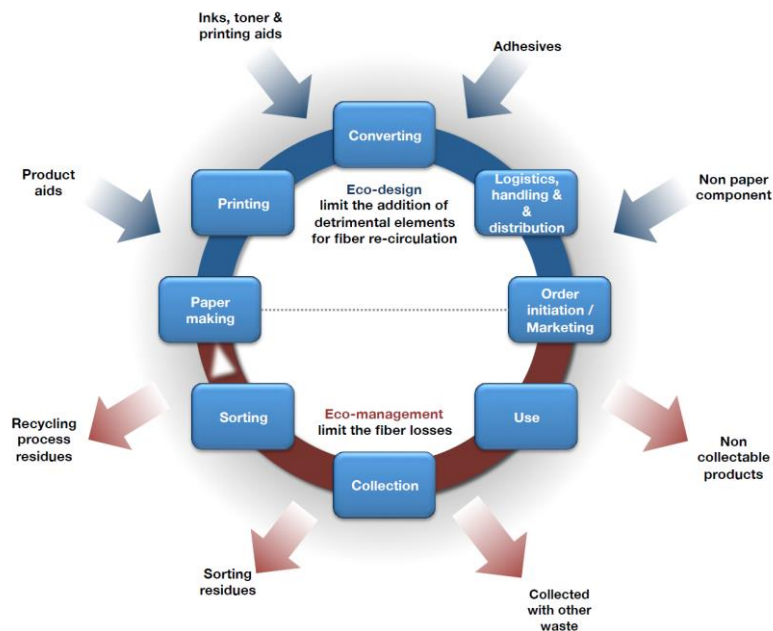 Inks, toner &
printing aids
Adhesives
Converting
Product
aids
Printing
Eco-design
limit the addition of
detrimental elements
for fiber re-circulation
Logistics,
handling &
&
distribution
Non paper
component
Paper
making
Order
initiation /
Marketing
Recycling
process
residues
Sorting
Eco-management
limit the fiber losses
Use
Non
collectable
products
Collection
Sorting
residues
Collected
with other
waste